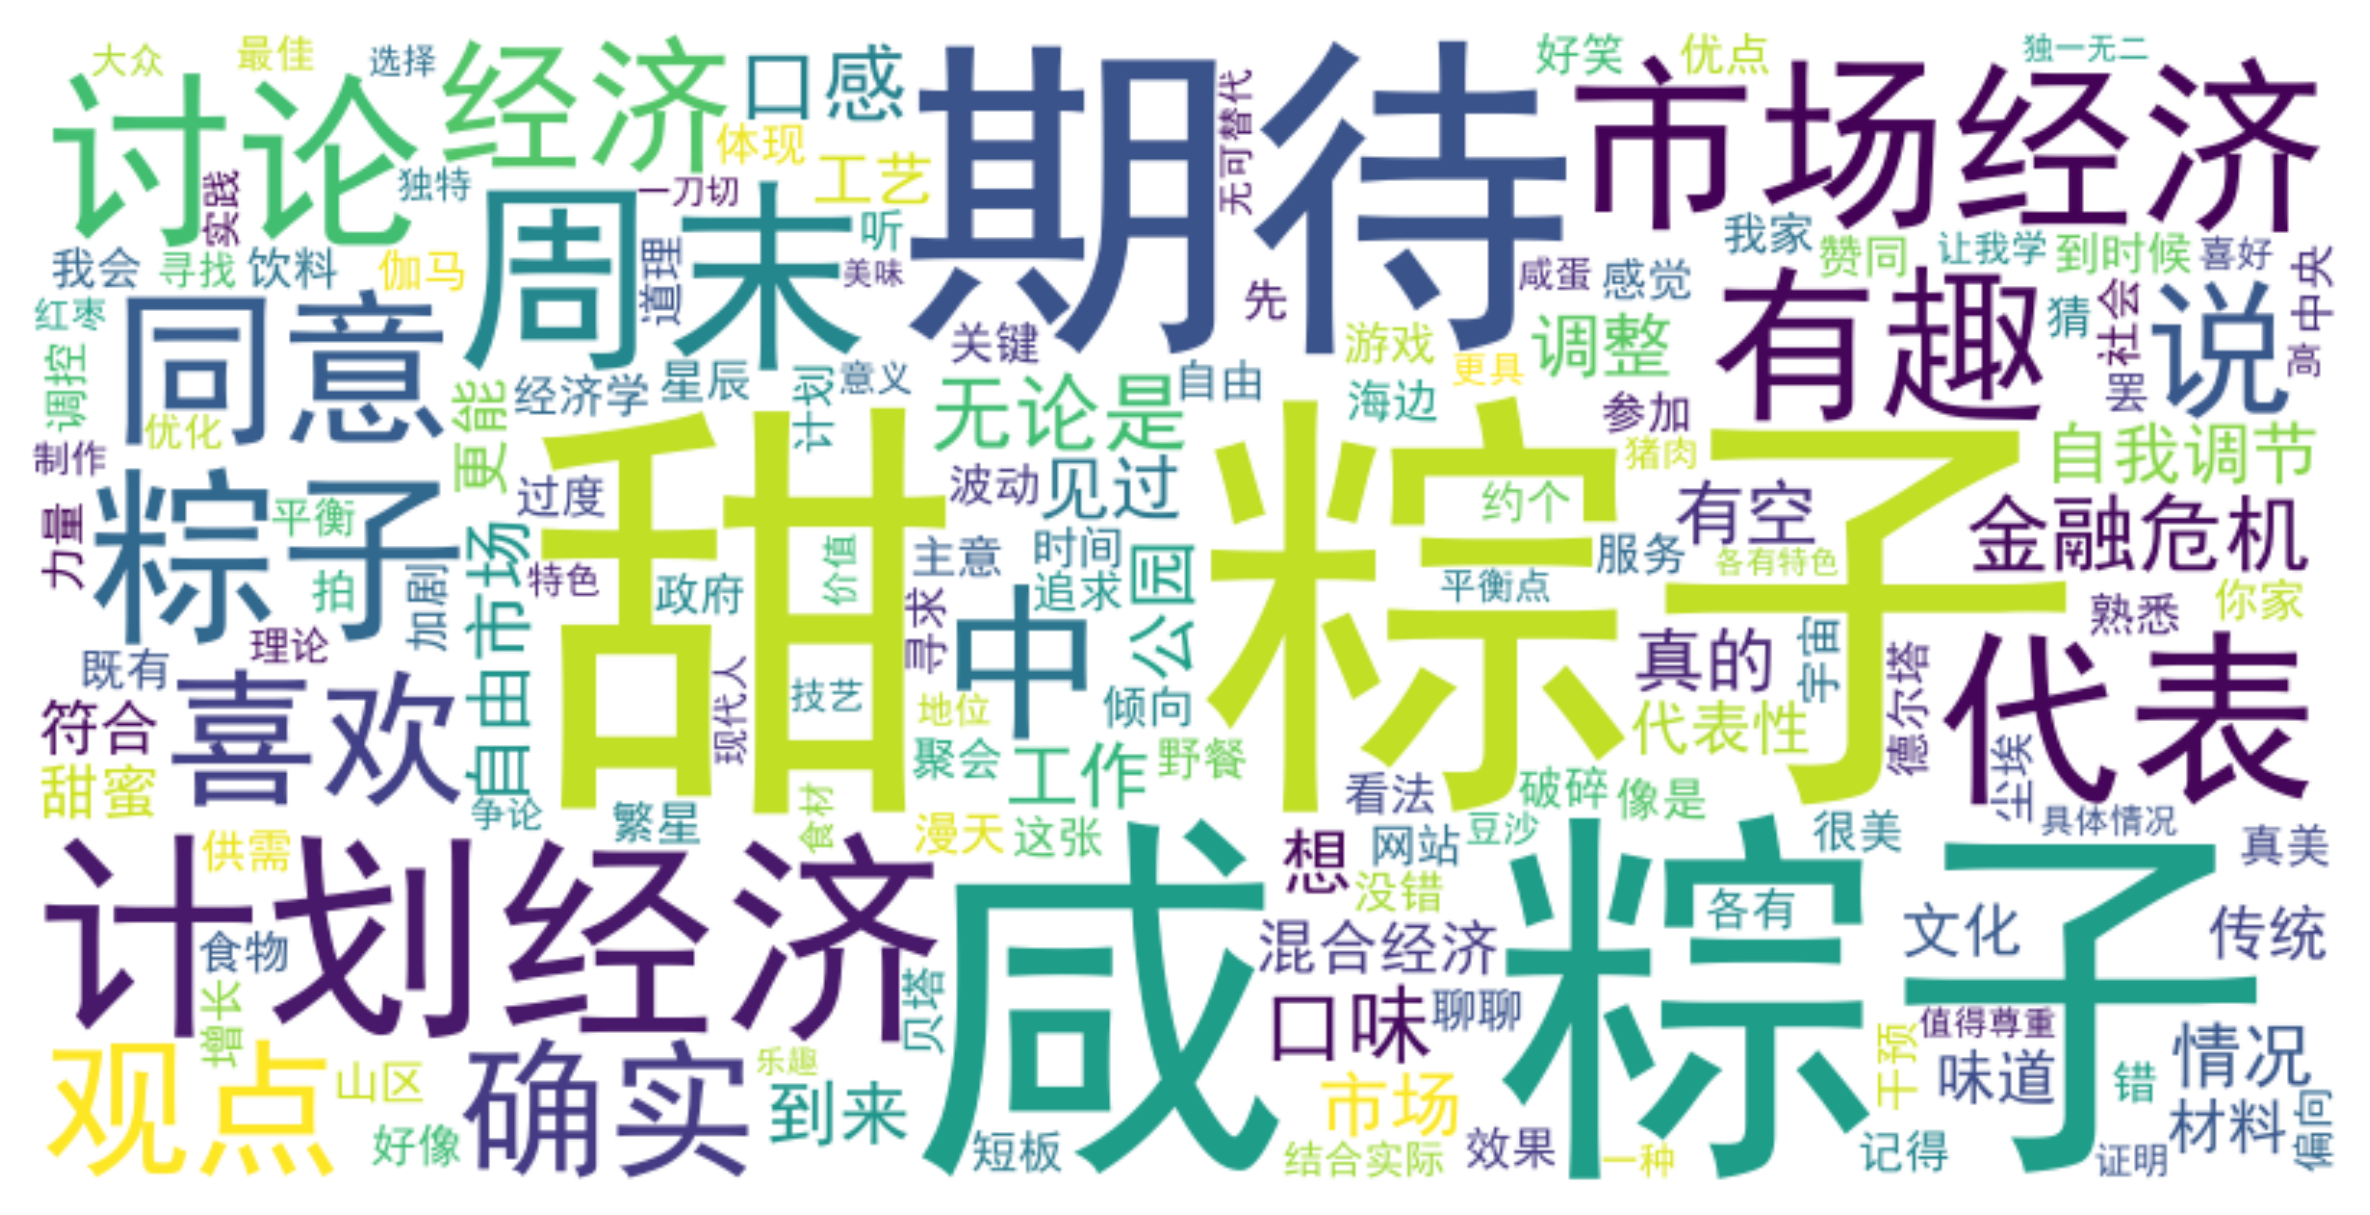 大众
最佳
选择
讨论
经济
口感
期待
无可替代
好笑
优点
独一无二
市场经济
体现
工艺
实践
独特
一刀切
周末
听
我家
赞同
让我学
到时候
喜好
中央
我会
寻找
饮料
伽马
道理
美味
先
咸蛋
感觉
有趣
猜
罢社会
说
高
红枣
同意
关键
游戏
调整
调控
优化
更能
经济学
星辰
计划
意义
无论是
自由
海边
更具
参加
制作
甜粽子
猪肉
自我调节
粽子
力量
平衡
过度
波动
见过
约个
有空
金融危机
拍
加剧
自由市场
特色
政府
价值
主意
时间
追求
公园
平衡点
服务
各有特色
你家
熟悉
理论
既有
寻求
中
真的
宇宙
德尔塔
代表
符合
喜欢
现代人
技艺
地位
倾向
代表性
甜蜜
聚会
工作
野餐
看法
破碎
像是
尘埃
争论
繁星
食材
漫天
这张
豆沙
很美
具体情况
供需
想
网站
真美
计划经济
咸粽子
没错
各有
食物
混合经济
文化
传统
增长
贝塔
口味
聊聊
值得尊重
观点
山区
确实
乐趣
到来
市场
干预
味道
错
情况
好像
短板
结合实际
效果
一种
记得
材料
证明
偏向